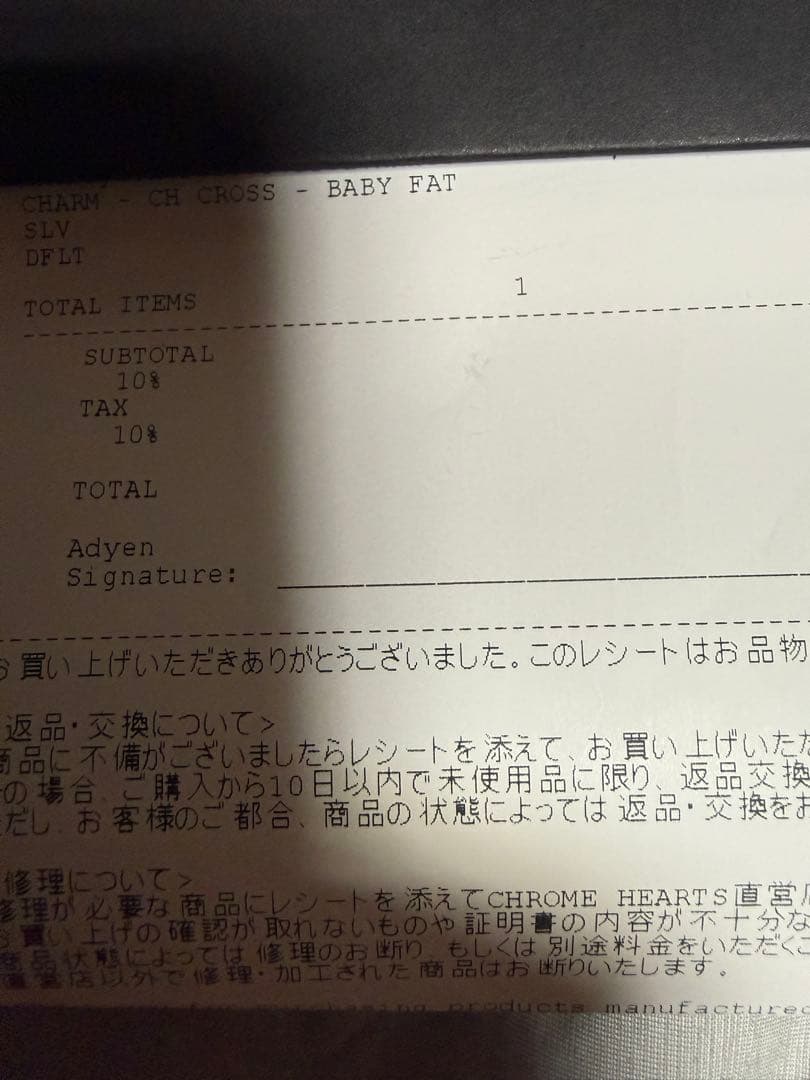 CHARM - CH CROSS - BABY FAT
SLV
DFLT
TOTAL ITEMS 1
SUBTOTAL
10%
TAX
10%
TOTAL
Adyen
Signature:
お買い上げいただきありがとうございました。このレシートはお品物
返品・交換について>
商品に不備がございましたらレシートを添えて、お買い上げいただ
の場合 ご購入から10日以内で未使用品に限り、返品交換
ただし、お客様のご都合、商品の状態によっては返品・交換をお
修理について>
修理が必要な商品にレシートを添えてCHROME HEARTS直営店
お買い上げの確認が取れないものや証明書の内容が不十分な
商品状態によっては修理のお断り、もしくは別途料金をいただくこ
直営店以外で修理・加工された商品はお断りいたします。
products manufactured